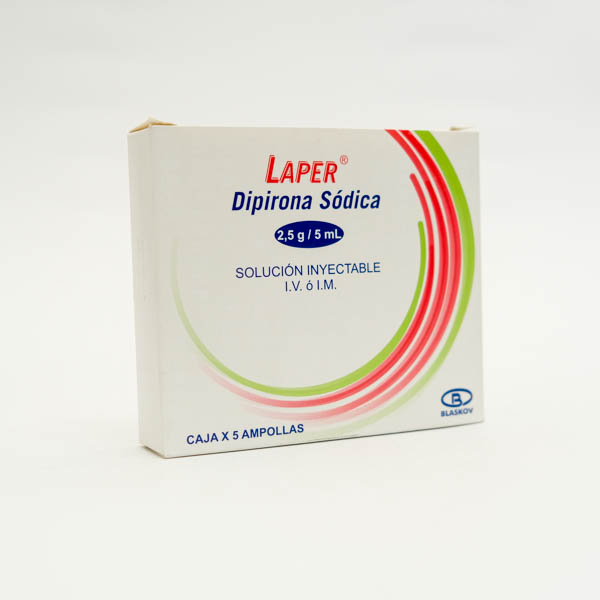 LAPER®
Dipirona Sódica
2,5 g / 5 mL
SOLUCIÓN INYECTABLE
I.V. ó I.M.
B
BLASKOV
CAJA X 5 AMPOLLAS